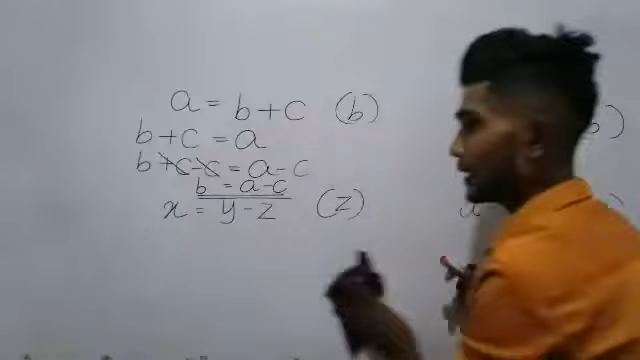 a = b + c (b)
b + c = a
b + c - c = a - c
b = a - c
x = y - z (z)